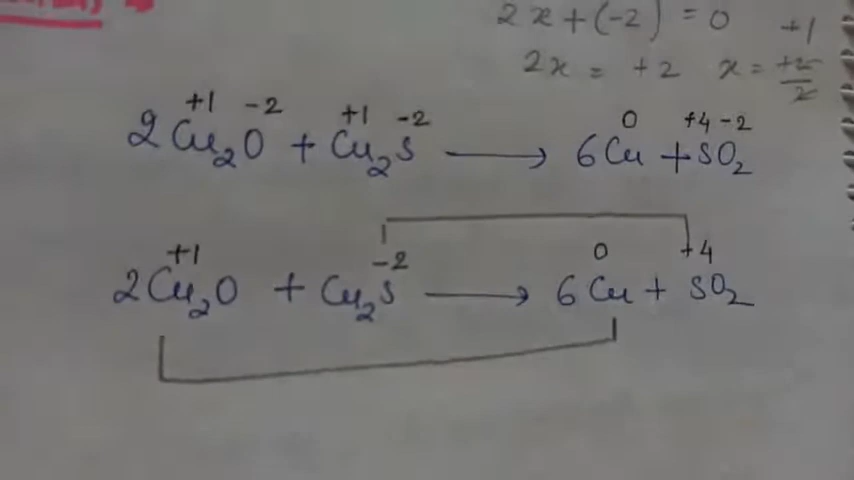 2x + (-2) = 0 +1
2x = +2 x = +2/2
+1 -2 +1 -2 0 +4 -2
2Cu₂O + Cu₂S ⟶ 6Cu + SO₂
+1 -2 0 +4
2Cu₂O + Cu₂S ⟶ 6Cu + SO₂